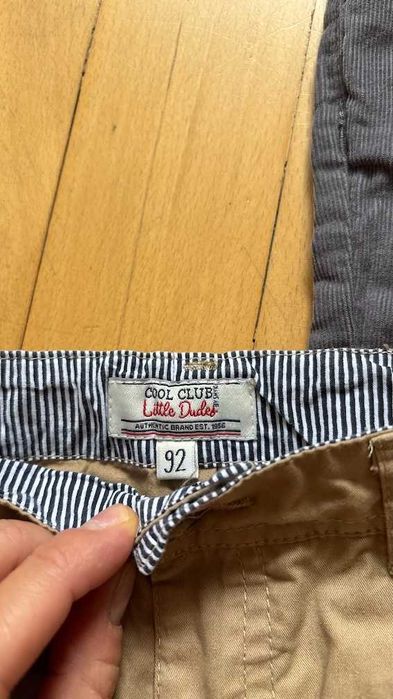 COOL CLUB
Little Dudes
AUTHENTIC BRAND EST. 1956
92